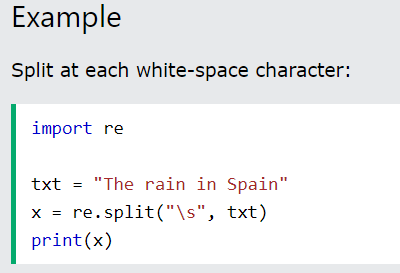 Example
Split at each white-space character:
import re
txt = "The rain in Spain"
x = re.split("\s", txt)
print(x)